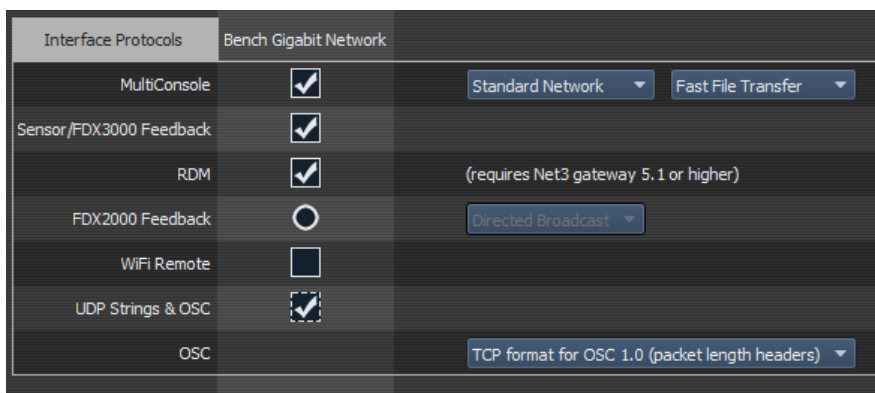 Interface Protocols Bench Gigabit Network
MultiConsole Standard Network Fast File Transfer
Sensor/FDX3000 Feedback
RDM (requires Net3 gateway 5.1 or higher)
FDX2000 Feedback Directed Broadcast
WiFi Remote
UDP Strings & OSC
OSC TCP format for OSC 1.0 (packet length headers)